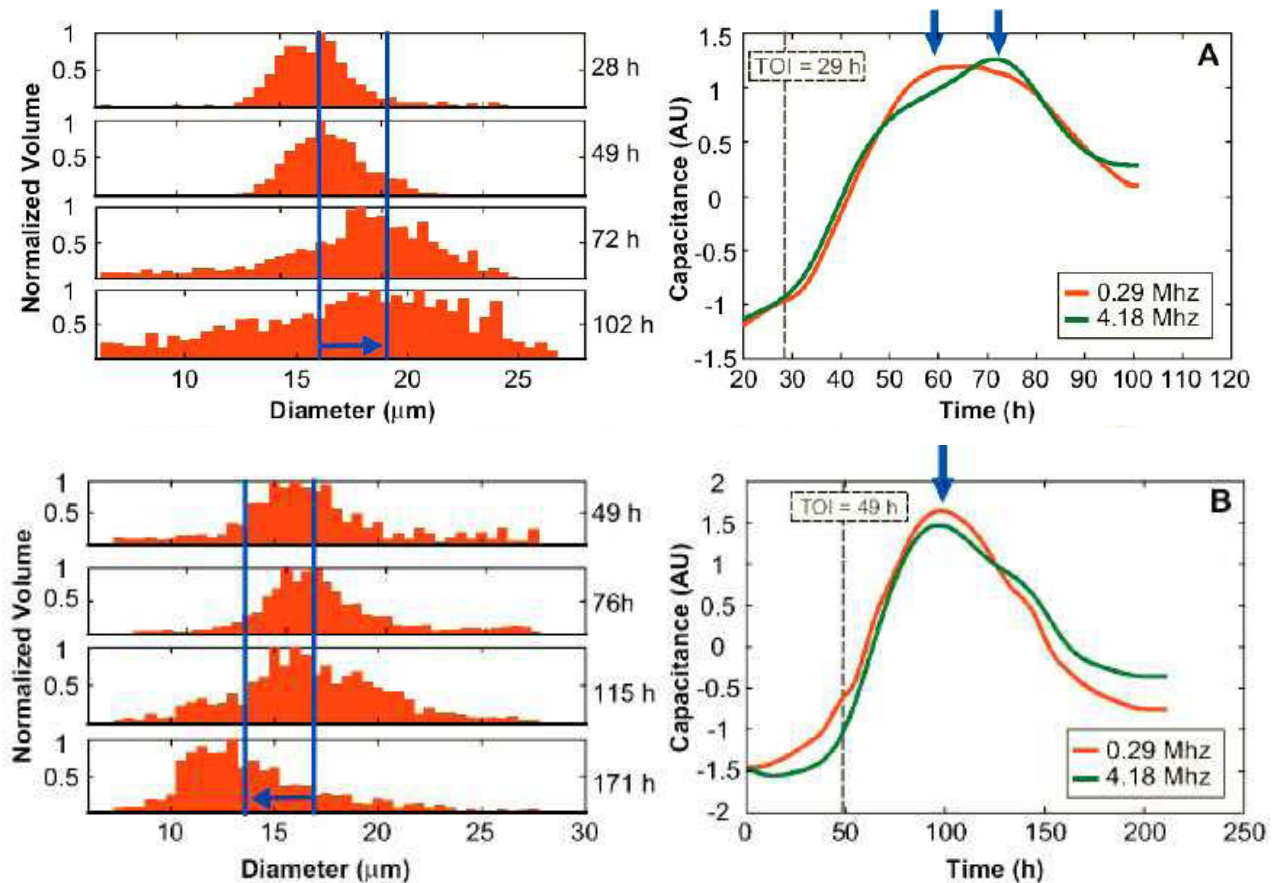 Normalized Volume
1
0.5
28 h
1
0.5
49 h
1
0.5
72 h
1
0.5
102 h
10 15 20 25
Diameter (μm)
A
TOI = 29 h
Capacitance (AU)
1.5
1
0.5
0
-0.5
-1
-1.5
0.29 Mhz
4.18 Mhz
20 30 40 50 60 70 80 90 100 110 120
Time (h)
Normalized Volume
1
0.5
49 h
1
0.5
76h
1
0.5
115 h
1
0.5
171 h
10 15 20 25 30
Diameter (μm)
B
TOI = 49 h
Capacitance (AU)
2
1.5
1
0.5
0
-0.5
-1
-1.5
-2
0.29 Mhz
4.18 Mhz
0 50 100 150 200 250
Time (h)